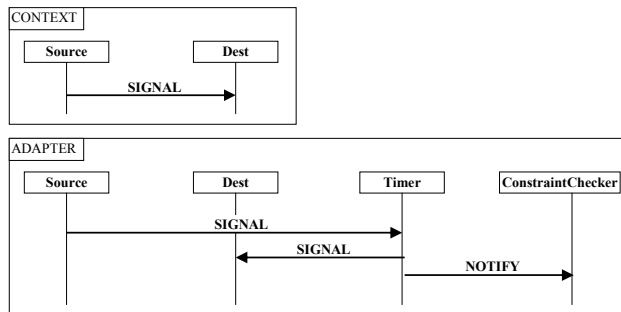 CONTEXT
Source Dest
SIGNAL
ADAPTER
Source Dest Timer ConstraintChecker
SIGNAL
SIGNAL
NOTIFY